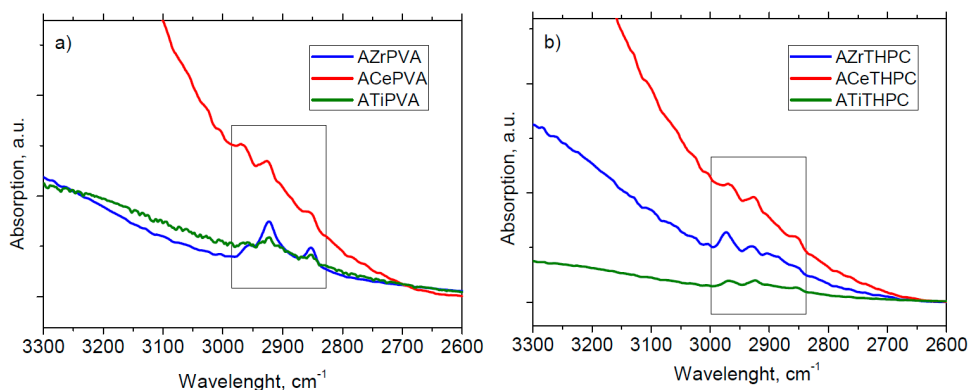 a)
AZrPVA
ACePVA
ATiPVA
Absorption, a.u.
3300 3200 3100 3000 2900 2800 2700 2600
Wavelenght, cm-1
b)
AZrTHPC
ACeTHPC
ATiTHPC
Absorption, a.u.
3300 3200 3100 3000 2900 2800 2700 2600
Wavelenght, cm-1